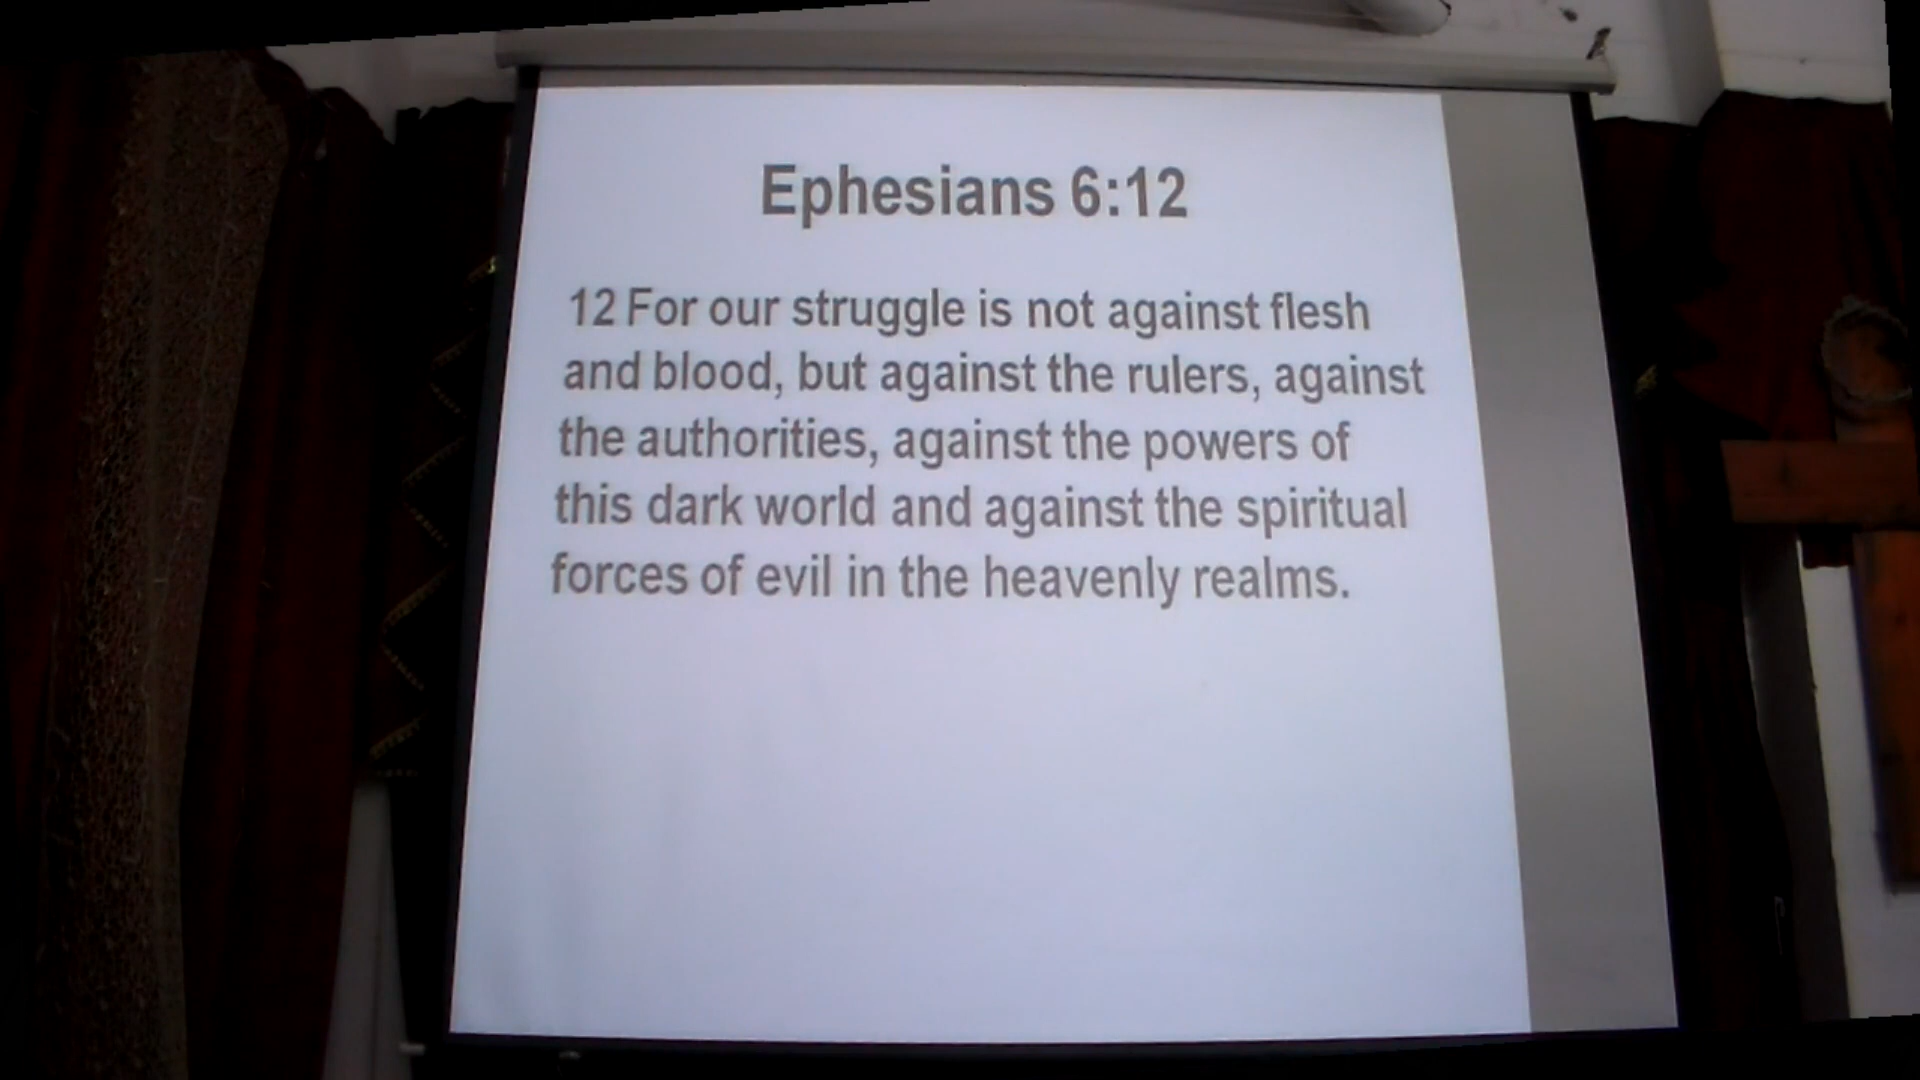 Ephesians 6:12
12 For our struggle is not against flesh
and blood, but against the rulers, against
the authorities, against the powers of
this dark world and against the spiritual
forces of evil in the heavenly realms.